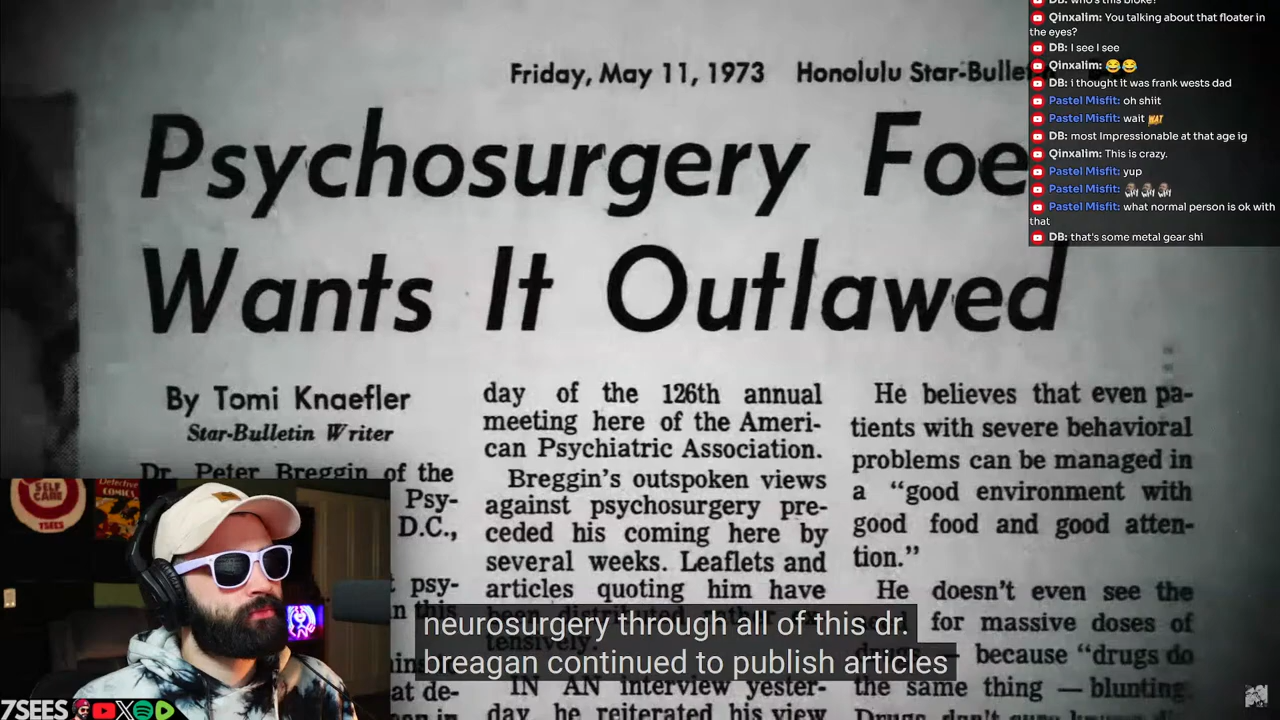 DB: who's this bloke?
Qinxalim: You talking about that floater in
the eyes?
DB: I see I see
Qinxalim: 😂😂
DB: i thought it was frank wests dad
Pastel Misfit: oh shiit
Pastel Misfit: wait
DB: most Impressionable at that age ig
Qinxalim: This is crazy.
Pastel Misfit: yup
Pastel Misfit:
Pastel Misfit: what normal person is ok with
that
DB: that's some metal gear shi
Friday, May 11, 1973 Honolulu Star-Bulle
Psychosurgery Foe
Wants It Outlawed
By Tomi Knaefler
Star-Bulletin Writer
Dr. Peter Breggin of the
Psy-
D.C.,
psy-
this
at de-
day of the 126th annual
meeting here of the Ameri-
can Psychiatric Association.
Breggin's outspoken views
against psychosurgery pre-
ceded his coming here by
several weeks. Leaflets and
articles quoting him have
been distributed rather ex-
tensively.
IN AN interview yester-
day, he reiterated his view
He believes that even pa-
tients with severe behavioral
problems can be managed in
a "good environment with
good food and good atten-
tion."
He doesn't even see the
for massive doses of
— because "drugs do
the same thing — blunting.
SELF
CARE
7SEES
Detective
COMICS
neurosurgery through all of this dr.
breagan continued to publish articles
7SEES